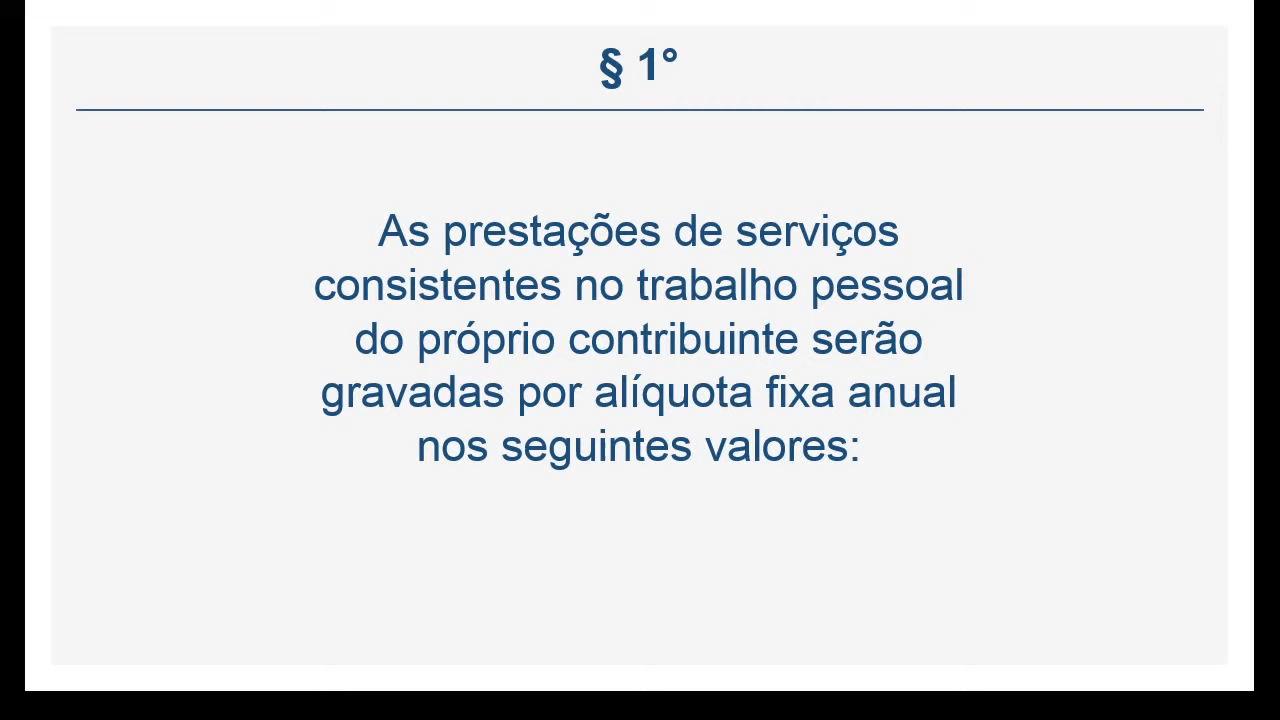 § 1°
As prestações de serviços
consistentes no trabalho pessoal
do próprio contribuinte serão
gravadas por alíquota fixa anual
nos seguintes valores: